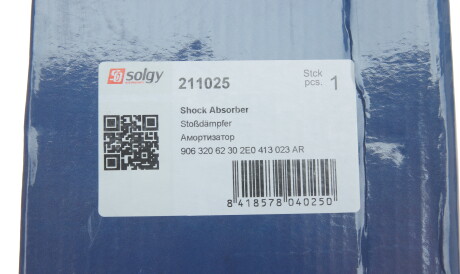 solgy
211025
Stck
pcs. 1
Shock Absorber
Stoßdämpfer
Амортизатор
906 320 62 30 2E0 413 023 AR
8 418578 040250